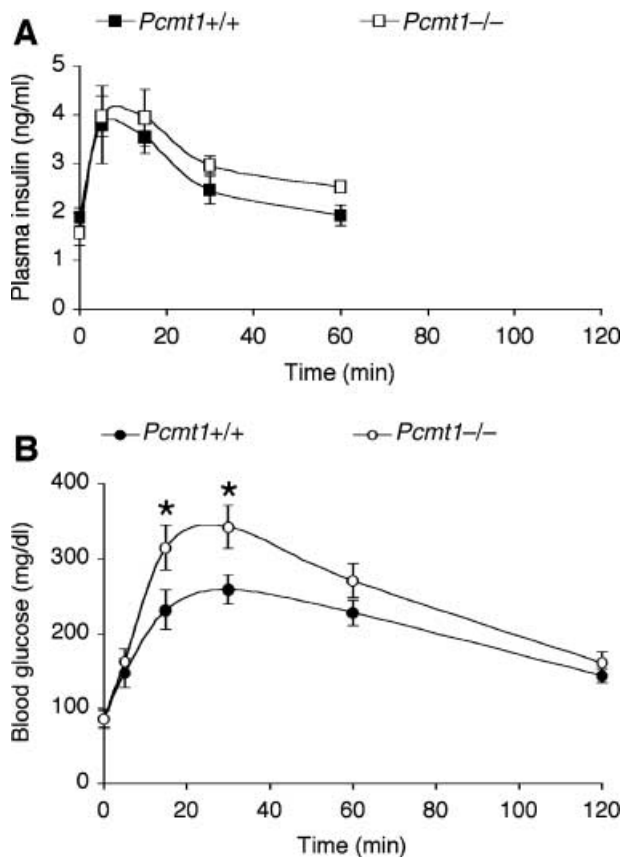 A
Pcmt1+/+ Pcmt1–/–
Plasma insulin (ng/ml)
5
4
3
2
1
0
0 20 40 60 80 100 120
Time (min)
B
Pcmt1+/+ Pcmt1–/–
Blood glucose (mg/dl)
400
300
200
100
0
* *
0 20 40 60 80 100 120
Time (min)